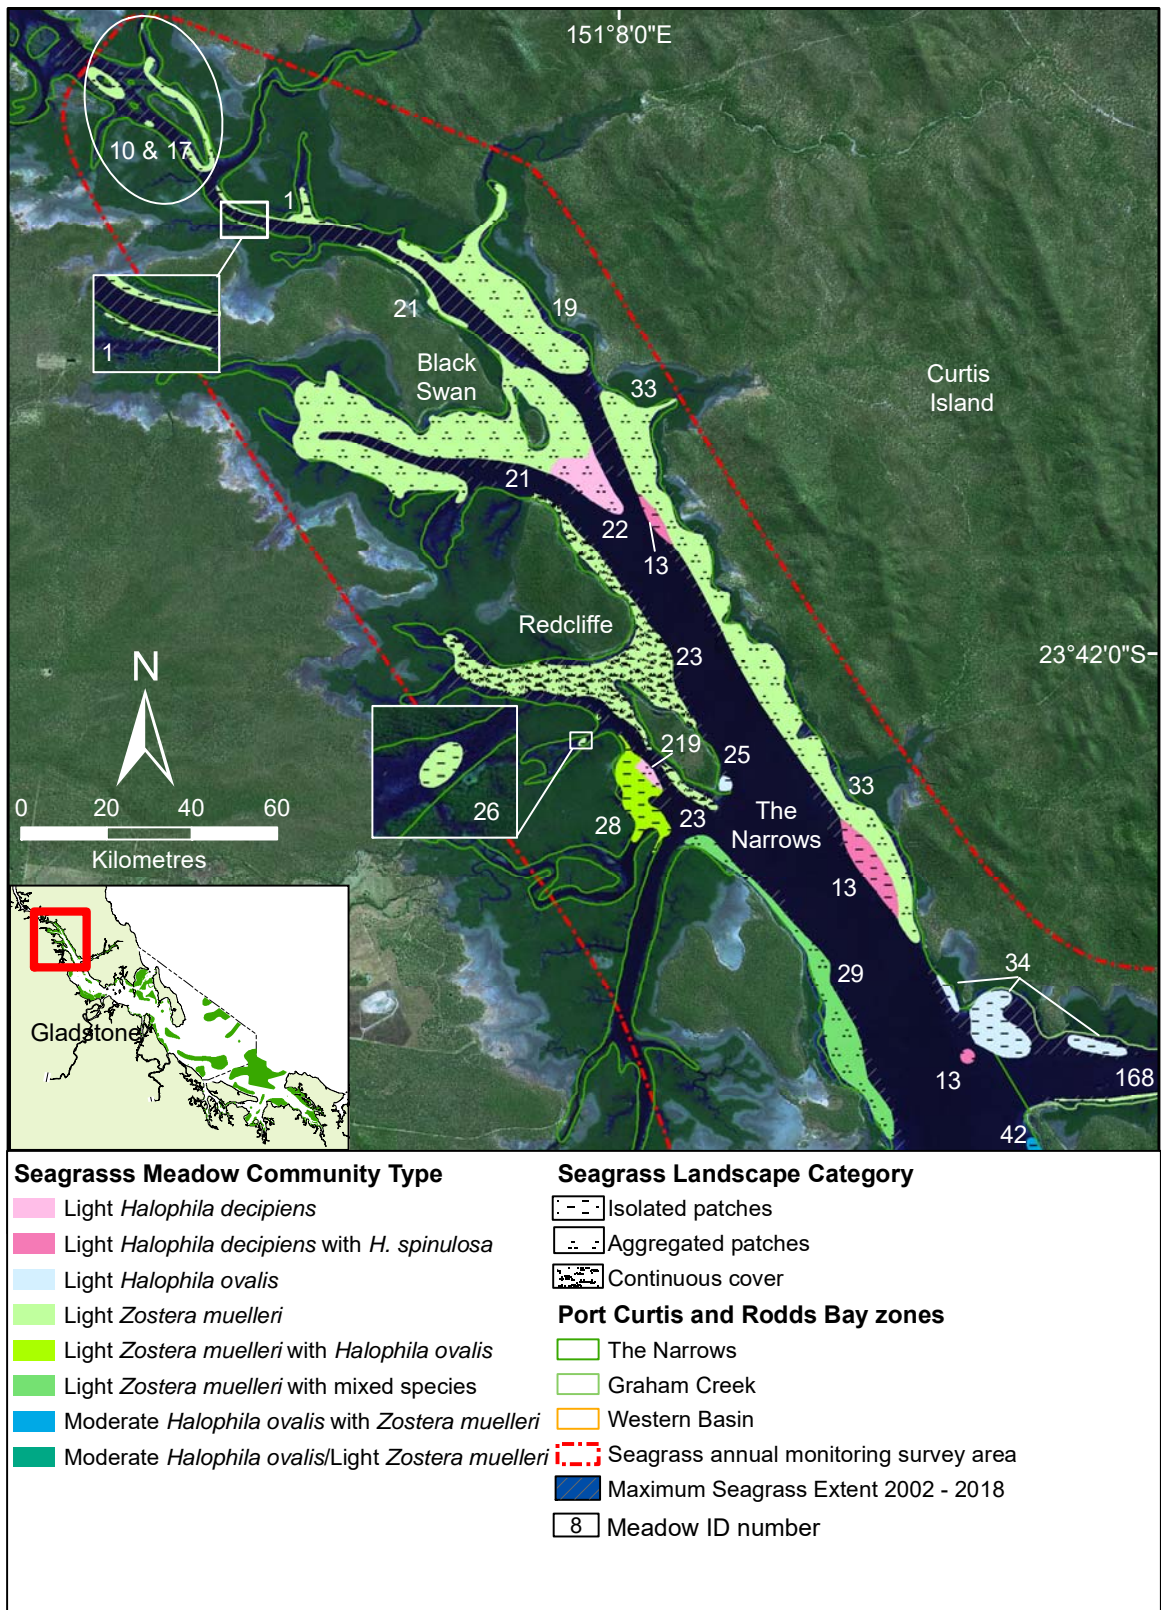 151°8'0"E
10 & 17
1
1
21
19
Black
Swan
33
Curtis
Island
21
22
13
Redcliffe
23
23°42'0"S
N
219
25
26
33
The
Narrows
0 20 40 60
Kilometres
28
23
13
29
34
13
168
42
Gladstone
Seagrasss Meadow Community Type
Light Halophila decipiens
Light Halophila decipiens with H. spinulosa
Light Halophila ovalis
Light Zostera muelleri
Light Zostera muelleri with Halophila ovalis
Light Zostera muelleri with mixed species
Moderate Halophila ovalis with Zostera muelleri
Moderate Halophila ovalis/Light Zostera muelleri
Seagrass Landscape Category
Isolated patches
Aggregated patches
Continuous cover
Port Curtis and Rodds Bay zones
The Narrows
Graham Creek
Western Basin
Seagrass annual monitoring survey area
Maximum Seagrass Extent 2002 - 2018
8 Meadow ID number